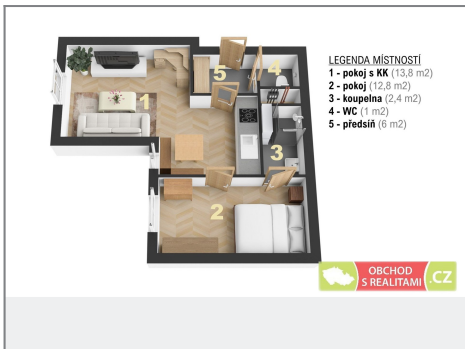 LEGENDA MÍSTNOSTÍ
1 - pokoj s KK (13,8 m2)
2 - pokoj (12,8 m2)
3 - koupelna (2,4 m2)
4 - WC (1 m2)
5 - předsíň (6 m2)
5
4
1
3
2
OBCHOD
S REALITAMI .CZ